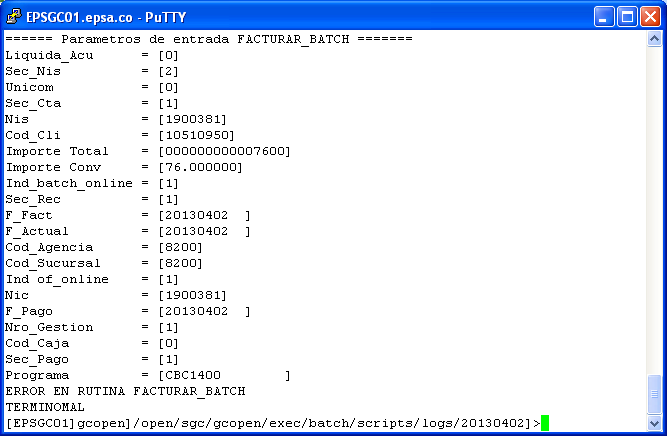 EPSGC01.epsa.co - PuTTY
====== Parametros de entrada FACTURAR_BATCH =======
Liquida_Acu      = [0]
Sec_Nis          = [2]
Unicom           = [0]
Sec_Cta          = [1]
Nis              = [1900381]
Cod_Cli          = [10510950]
Importe Total    = [000000000007600]
Importe Conv     = [76.000000]
Ind_batch_online = [1]
Sec_Rec          = [1]
F_Fact           = [20130402  ]
F_Actual         = [20130402  ]
Cod_Agencia      = [8200]
Cod_Sucursal     = [8200]
Ind of_online    = [1]
Nic              = [1900381]
F_Pago           = [20130402  ]
Nro_Gestion      = [1]
Cod_Caja         = [0]
Sec_Pago         = [1]
Programa         = [CBC1400        ]
ERROR EN RUTINA FACTURAR_BATCH
TERMINOMAL
[EPSGC01]gcopen]/open/sgc/gcopen/exec/batch/scripts/logs/20130402]>